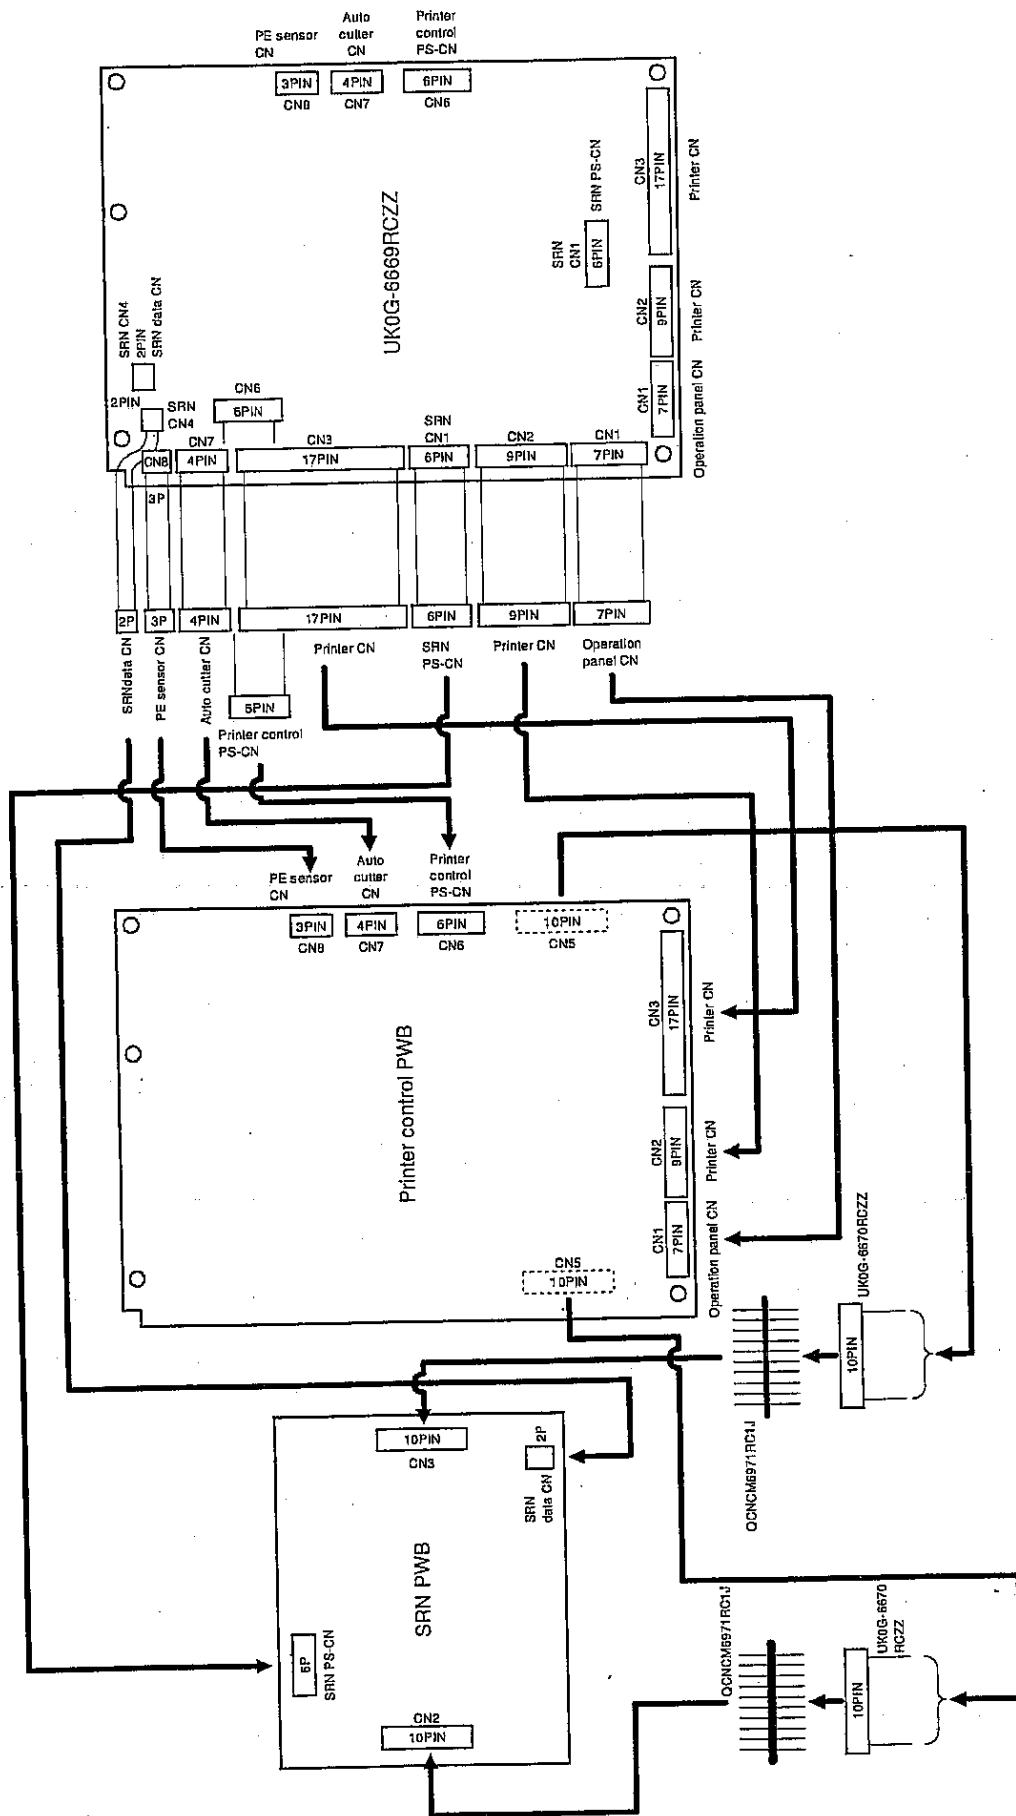 PE sensor
CN
Auto
cutter
CN
Printer
control
PS-CN
3PIN
4PIN
6PIN
CN8
CN7
CN6
UK0G-6669RCZZ
SRN CN4
2PIN
SRN data CN
2PIN
SRN
CN4
CN6
6PIN
SRN
CN1
6PIN
SRN PS-CN
CN3
17PIN
Printer CN
CN2
9PIN
Printer CN
CN1
7PIN
Operation panel CN
CN8
3P
CN7
4PIN
CN3
17PIN
SRN
CN1
6PIN
CN2
9PIN
CN1
7PIN
2P
3P
4PIN
17PIN
6PIN
9PIN
7PIN
SRNdata CN
PE sensor CN
Auto cutter CN
Printer CN
SRN
PS-CN
Printer CN
Operation
panel CN
6PIN
Printer control
PS-CN
PE sensor
CN
Auto
cutter
CN
Printer
control
PS-CN
3PIN
4PIN
6PIN
10PIN
CN8
CN7
CN6
CN5
Printer control PWB
CN3
17PIN
Printer CN
CN2
9PIN
Printer CN
CN1
7PIN
Operation panel CN
CN5
10PIN
UK0G-6670RCZZ
10PIN
QCNCM6971RC1J
10PIN
CN3
2P
SRN
data CN
SRN PWB
6P
SRN PS-CN
CN2
10PIN
QCNCM6971RC1J
UK0G-6670
RCZZ
10PIN